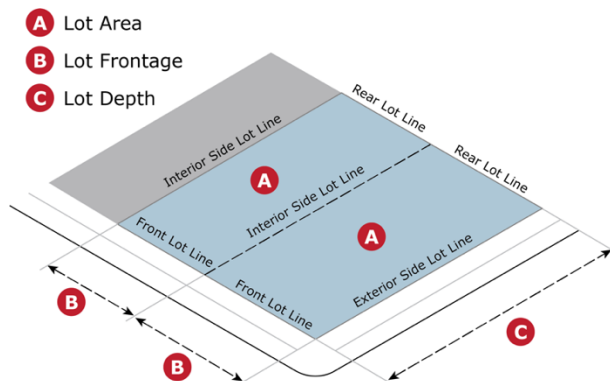 A Lot Area
B Lot Frontage
C Lot Depth
Rear Lot Line
Interior Side Lot Line
Rear Lot Line
A
Interior Side Lot Line
A
Front Lot Line
Exterior Side Lot Line
Front Lot Line
B
C
B